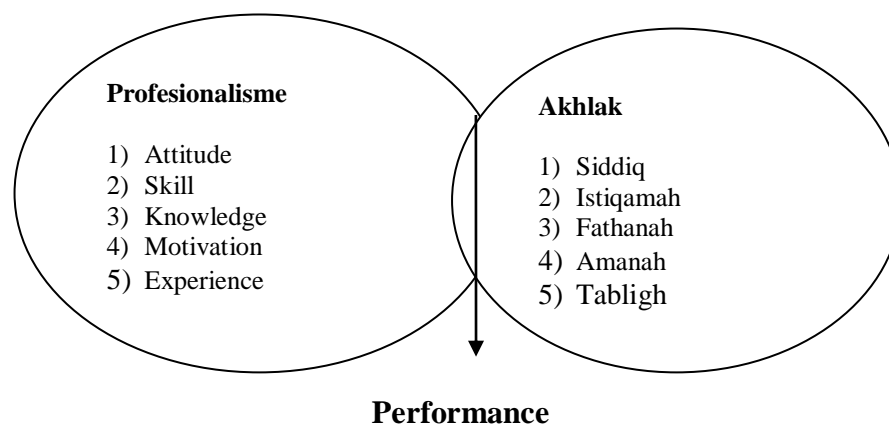 Profesionalisme
1) Attitude
2) Skill
3) Knowledge
4) Motivation
5) Experience
Akhlak
1) Siddiq
2) Istiqamah
3) Fathanah
4) Amanah
5) Tabligh
Performance